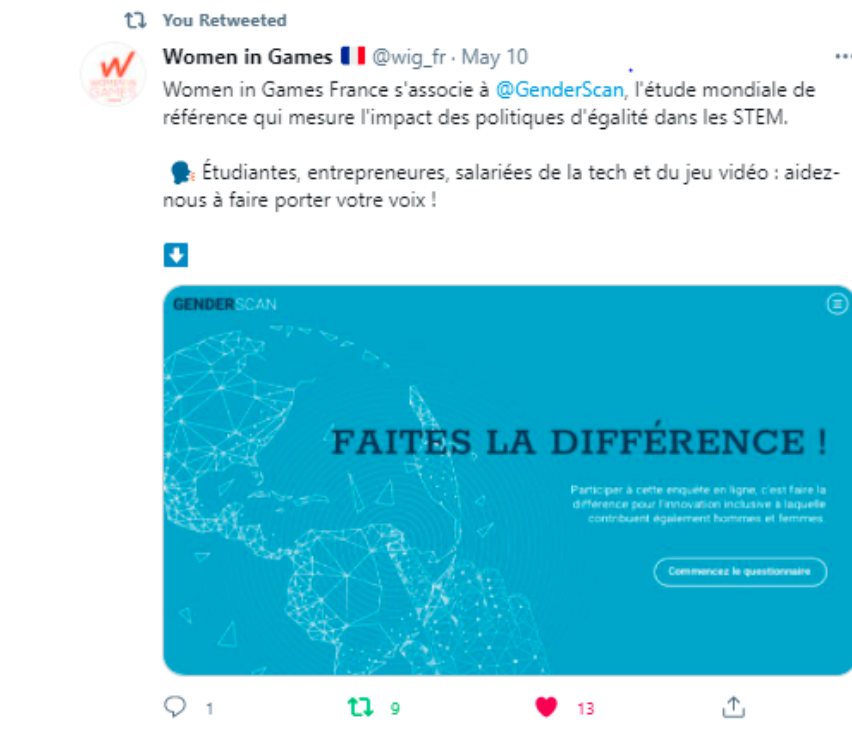 You Retweeted
Women in Games 🇫🇷 @wig_fr · May 10
Women in Games France s'associe à @GenderScan, l'étude mondiale de
référence qui mesure l'impact des politiques d'égalité dans les STEM.
🗣 Étudiantes, entrepreneures, salariées de la tech et du jeu vidéo : aidez-
nous à faire porter votre voix !
⬇
GENDERSCAN
FAITES LA DIFFÉRENCE !
Participer à cette enquête en ligne, c'est faire la
différence pour l'innovation inclusive à laquelle
contribuent également hommes et femmes.
Commencez le questionnaire
1 9 13